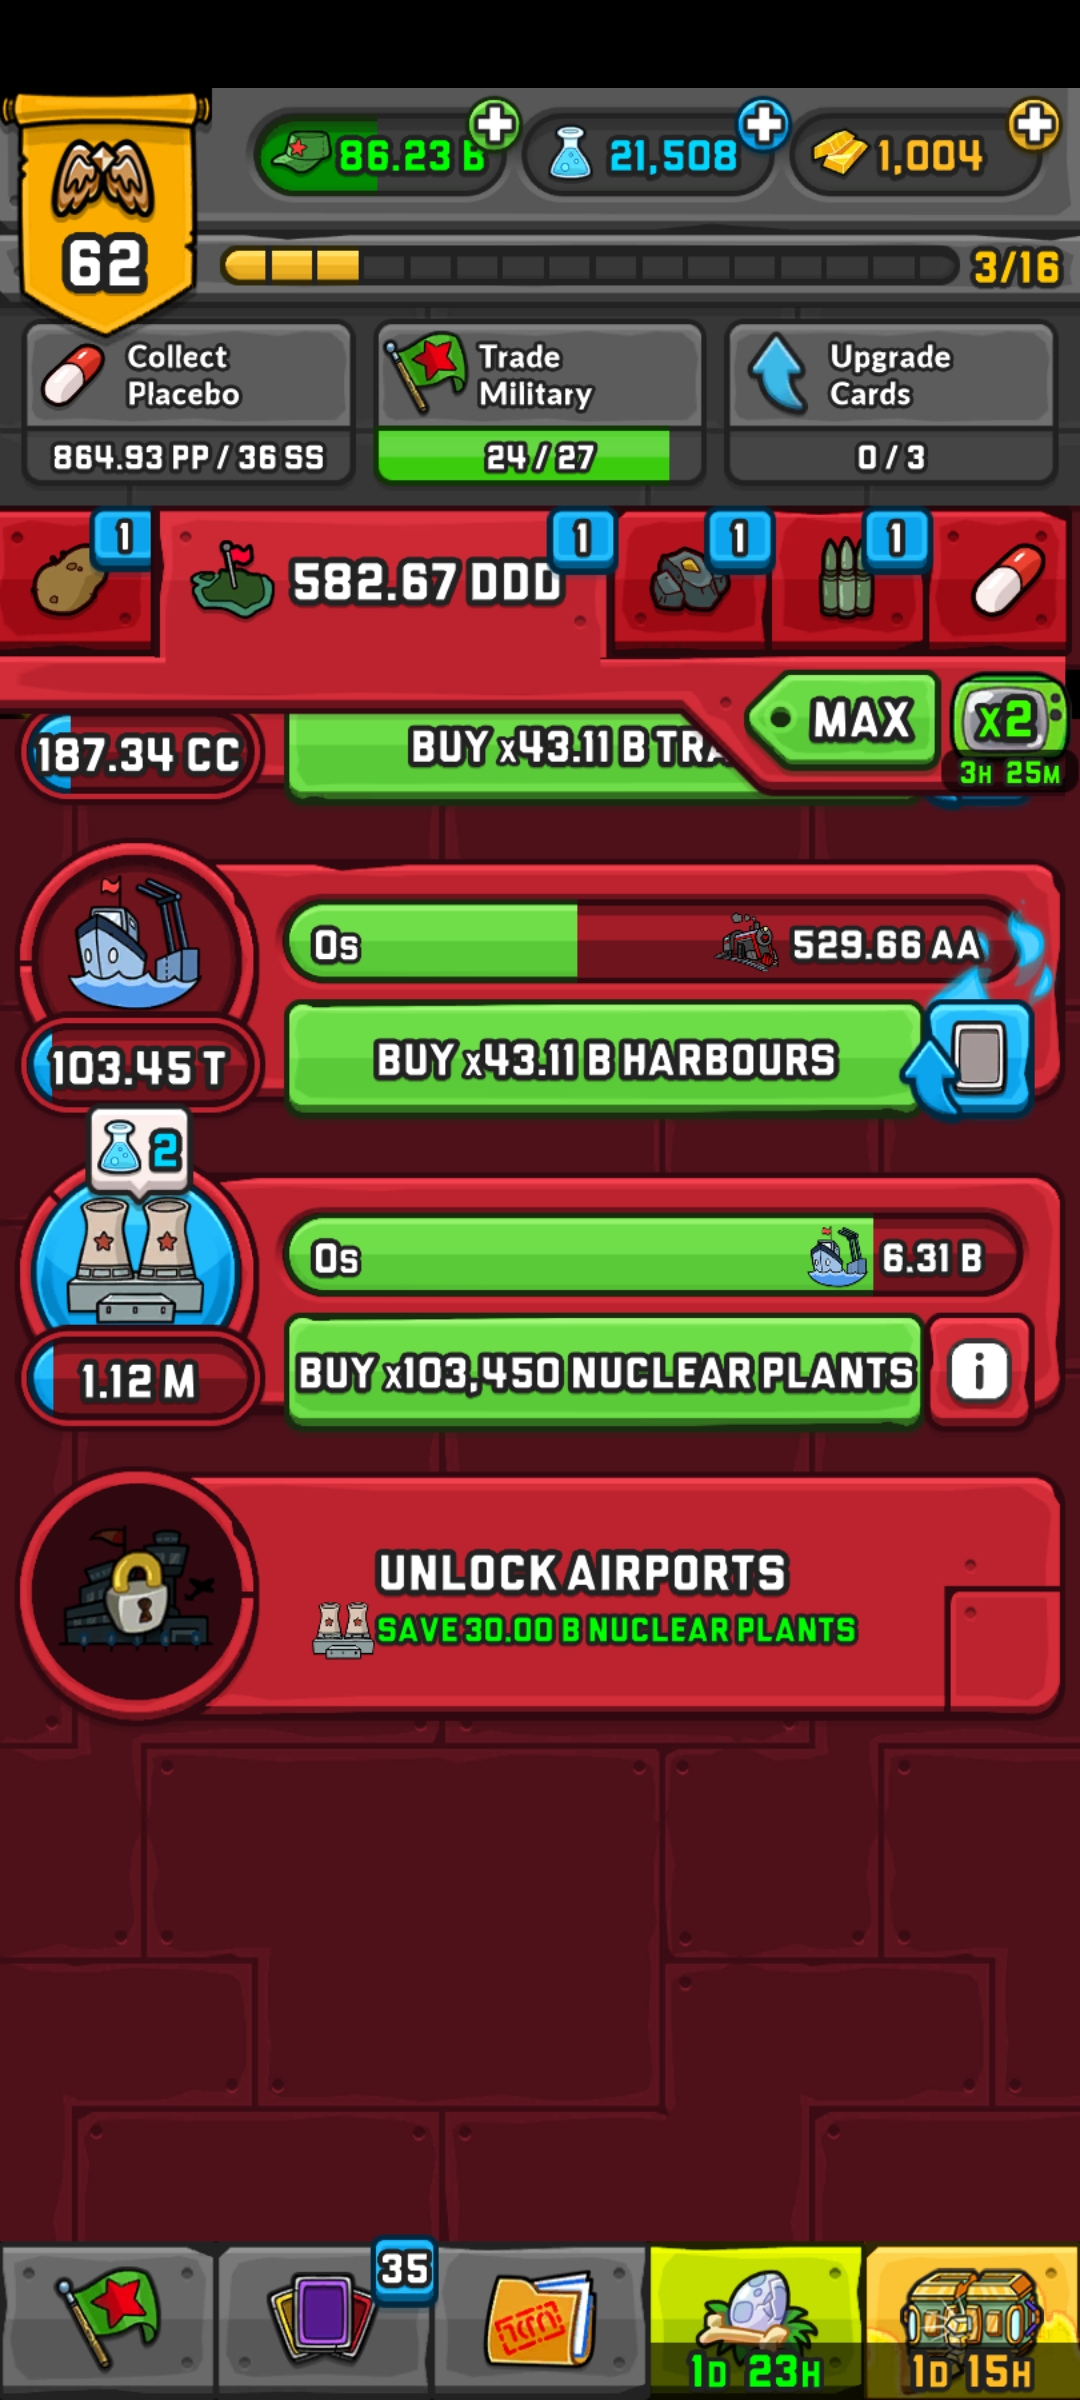 86.23 B
21,508
1,004
62
3/16
Collect
Placebo
864.93 PP / 36 SS
Trade
Military
24 / 27
Upgrade
Cards
0 / 3
1
582.67 DDD
1
1
1
187.34 CC
BUY x43.11 B TRA
MAX
x2
3H 25M
0s
529.66 AA
103.45 T
BUY x43.11 B HARBOURS
2
0s
6.31 B
1.12 M
BUY x103,450 NUCLEAR PLANTS
i
UNLOCK AIRPORTS
SAVE 30.00 B NUCLEAR PLANTS
35
1D 23H
1D 15H